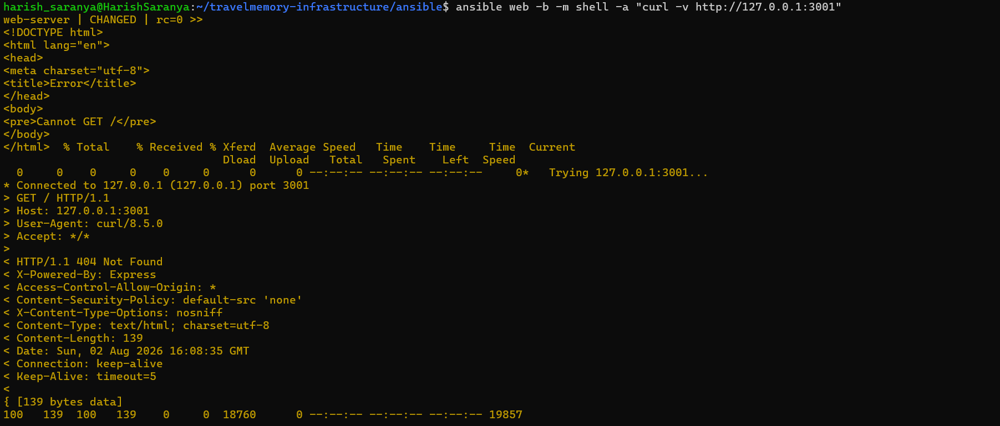 harish_saranya@HarishSaranya:~/travelmemory-infrastructure/ansible$ ansible web -b -m shell -a "curl -v http://127.0.0.1:3001"
web-server | CHANGED | rc=0 >>
<!DOCTYPE html>
<html lang="en">
<head>
<meta charset="utf-8">
<title>Error</title>
</head>
<body>
<pre>Cannot GET /</pre>
</body>
</html>  % Total    % Received % Xferd  Average Speed   Time    Time     Time  Current
                                 Dload  Upload   Total   Spent    Left  Speed
  0     0    0     0    0     0      0      0 --:--:-- --:--:-- --:--:--     0*   Trying 127.0.0.1:3001...
* Connected to 127.0.0.1 (127.0.0.1) port 3001
> GET / HTTP/1.1
> Host: 127.0.0.1:3001
> User-Agent: curl/8.5.0
> Accept: */*
>
< HTTP/1.1 404 Not Found
< X-Powered-By: Express
< Access-Control-Allow-Origin: *
< Content-Security-Policy: default-src 'none'
< X-Content-Type-Options: nosniff
< Content-Type: text/html; charset=utf-8
< Content-Length: 139
< Date: Sun, 02 Aug 2026 16:08:35 GMT
< Connection: keep-alive
< Keep-Alive: timeout=5
<
{ [139 bytes data]
100   139  100   139    0     0  18760      0 --:--:-- --:--:-- --:--:-- 19857